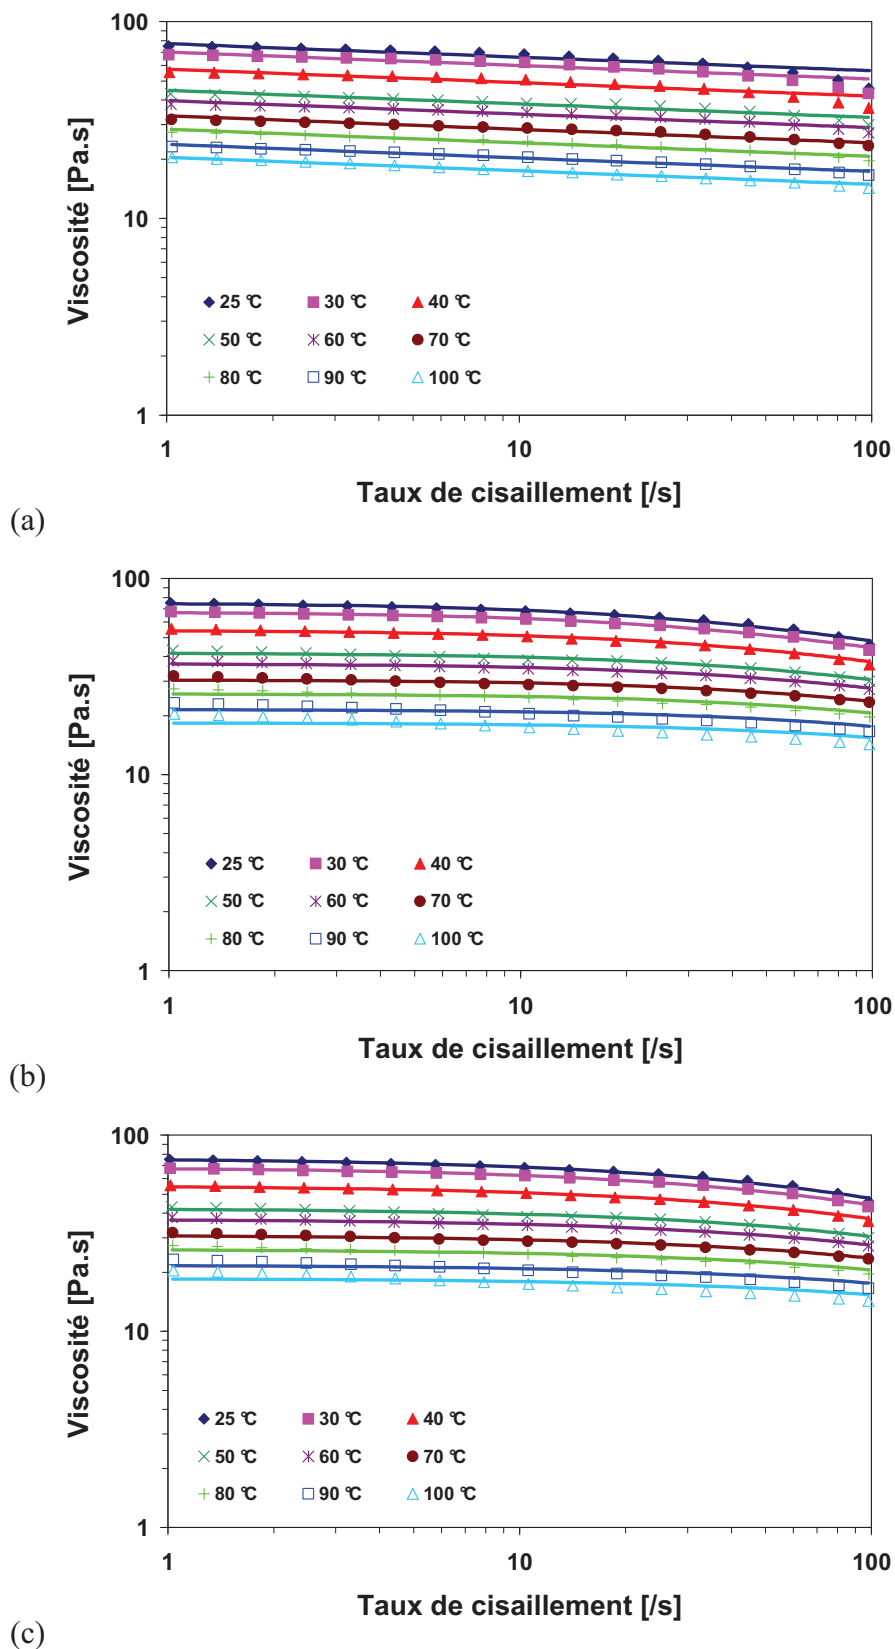 100
10
1
Viscosité [Pa.s]
25 °C 30 °C 40 °C
50 °C 60 °C 70 °C
80 °C 90 °C 100 °C
1 10 100
Taux de cisaillement [/s]
(a)
100
10
1
Viscosité [Pa.s]
25 °C 30 °C 40 °C
50 °C 60 °C 70 °C
80 °C 90 °C 100 °C
1 10 100
Taux de cisaillement [/s]
(b)
100
10
1
Viscosité [Pa.s]
25 °C 30 °C 40 °C
50 °C 60 °C 70 °C
80 °C 90 °C 100 °C
1 10 100
Taux de cisaillement [/s]
(c)